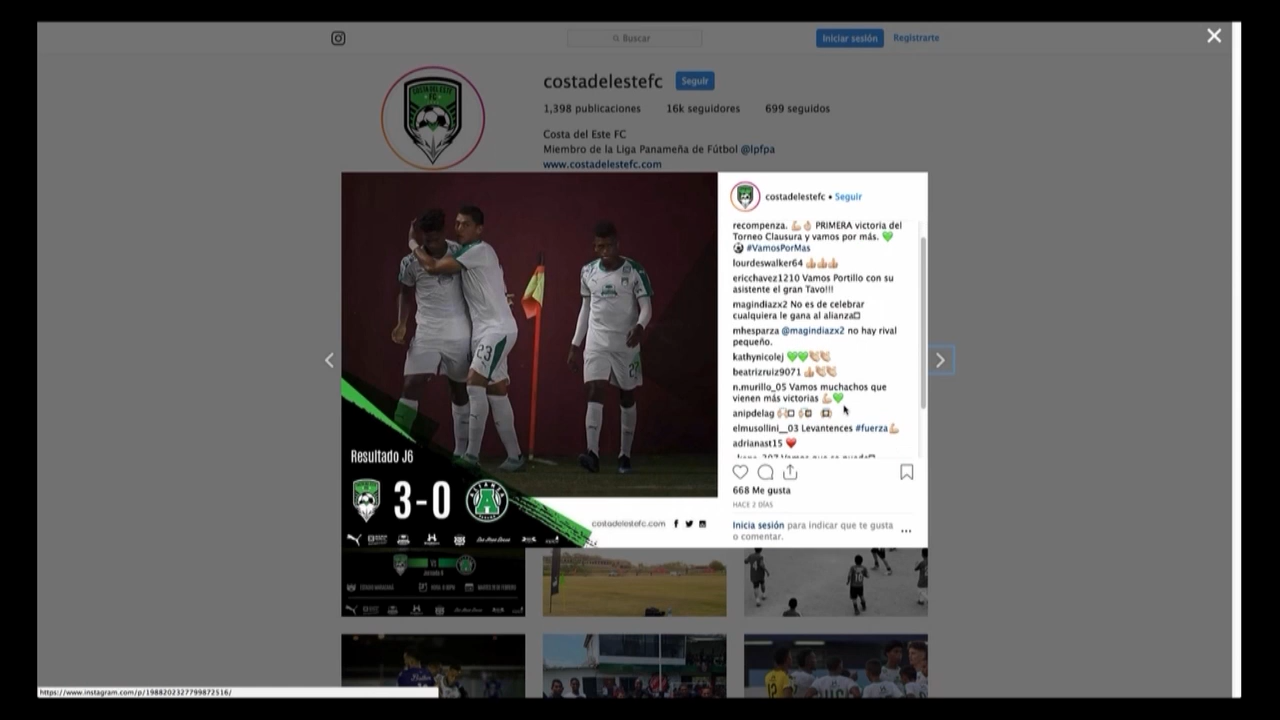 Buscar
Iniciar sesión
Registrarte
costadelestefc
Seguir
1,398 publicaciones
16k seguidores
699 seguidos
Costa del Este FC
Miembro de la Liga Panameña de Fútbol @lpfpa
www.costadelestefc.com
COSTA DEL ESTE
FC
costadelestefc • Seguir
recompenza. 💪🏼👌🏼 PRIMERA victoria del
Torneo Clausura y vamos por más. 💚
⚽ #VamosPorMas
lourdeswalker64 👍🏼👍🏼👍🏼
ericchavez1210 Vamos Portillo con su
asistente el gran Tavo!!!
magindiazx2 No es de celebrar
cualquiera le gana al alianza
mhesparza @magindiazx2 no hay rival
pequeño.
kathynicolej 💚💚👏🏼👏🏼
beatrizruiz9071 👍🏼👏🏼👏🏼
n.murillo_05 Vamos muchachos que
vienen más victorias 💪🏼💚
anipdelag
elmusollini__03 Levantences #fuerza💪🏼
adrianast15 ❤️
668 Me gusta
HACE 2 DÍAS
Inicia sesión para indicar que te gusta
o comentar.
23
Resultado J6
3-0
costadelestefc.com
https://www.instagram.com/p/1988202327799872516/